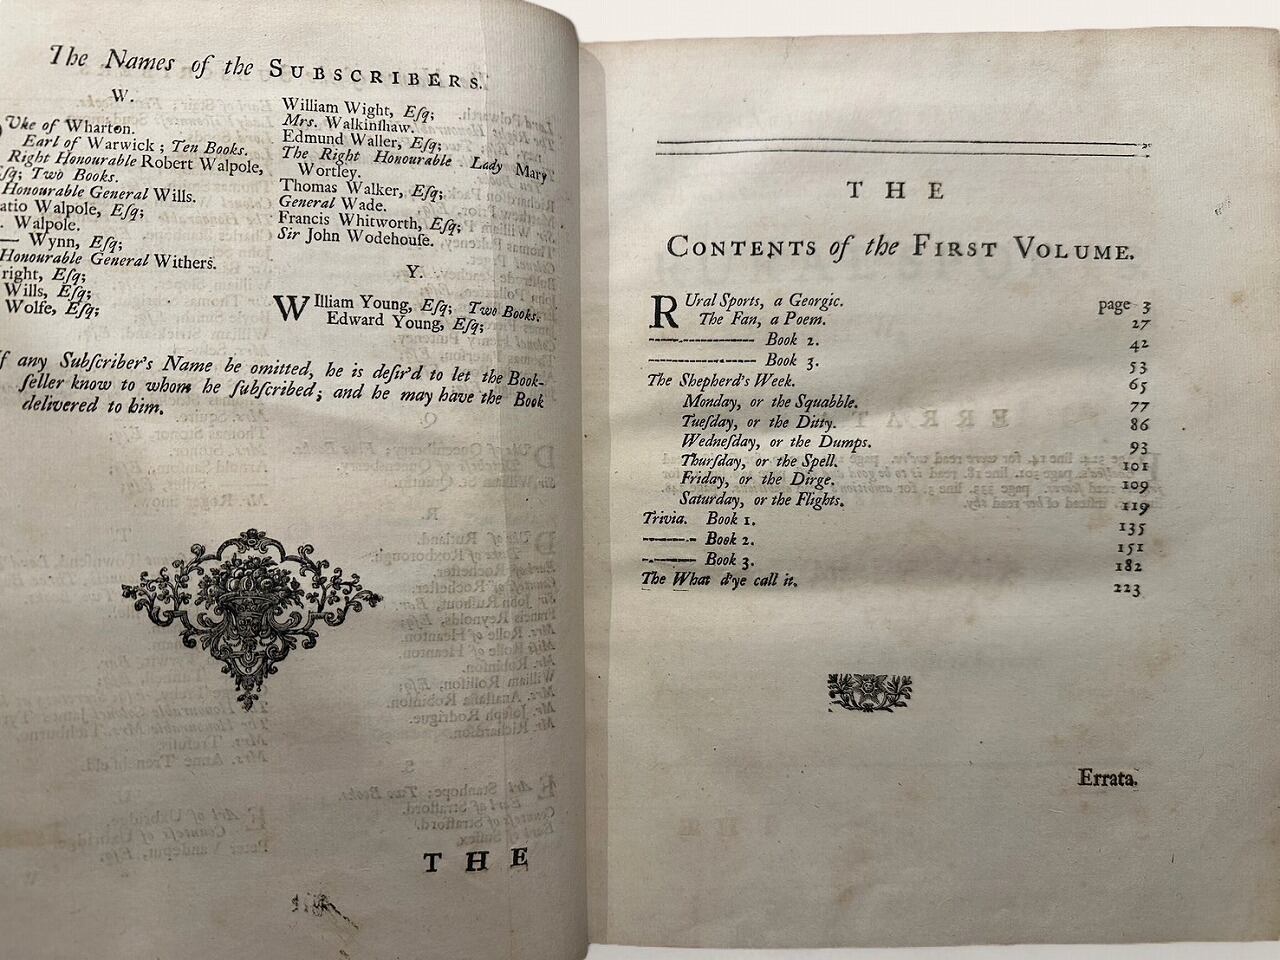 The Names of the SUBSCRIBERS.
W.
Uke of Wharton.
Earl of Warwick ; Ten Books.
Right Honourable Robert Walpole,
Eſq; Two Books.
Honourable General Wills.
atio Walpole, Eſq;
. Walpole.
—— Wynn, Eſq;
Honourable General Withers.
right, Eſq;
Wills, Eſq;
Wolfe, Eſq;
William Wight, Eſq;
Mrs. Walkinſhaw.
Edmund Waller, Eſq;
The Right Honourable Lady Mary
Wortley.
Thomas Walker, Eſq;
General Wade.
Francis Whitworth, Eſq;
Sir John Wodehouſe.
Y.
WIlliam Young, Eſq; Two Books.
Edward Young, Eſq;
If any Subſcriber's Name be omitted, he is deſir'd to let the Book-
ſeller know to whom he ſubſcribed; and he may have the Book
delivered to him.
THE
THE
CONTENTS of the FIRST VOLUME.
RUral Sports, a Georgic. page 3
The Fan, a Poem. 27
—————— Book 2. 42
—————— Book 3. 53
The Shepherd's Week. 65
Monday, or the Squabble. 77
Tueſday, or the Ditty. 86
Wedneſday, or the Dumps. 93
Thurſday, or the Spell. 101
Friday, or the Dirge. 109
Saturday, or the Flights. 119
Trivia. Book 1. 135
——— Book 2. 151
——— Book 3. 182
The What d'ye call it. 223
Errata.